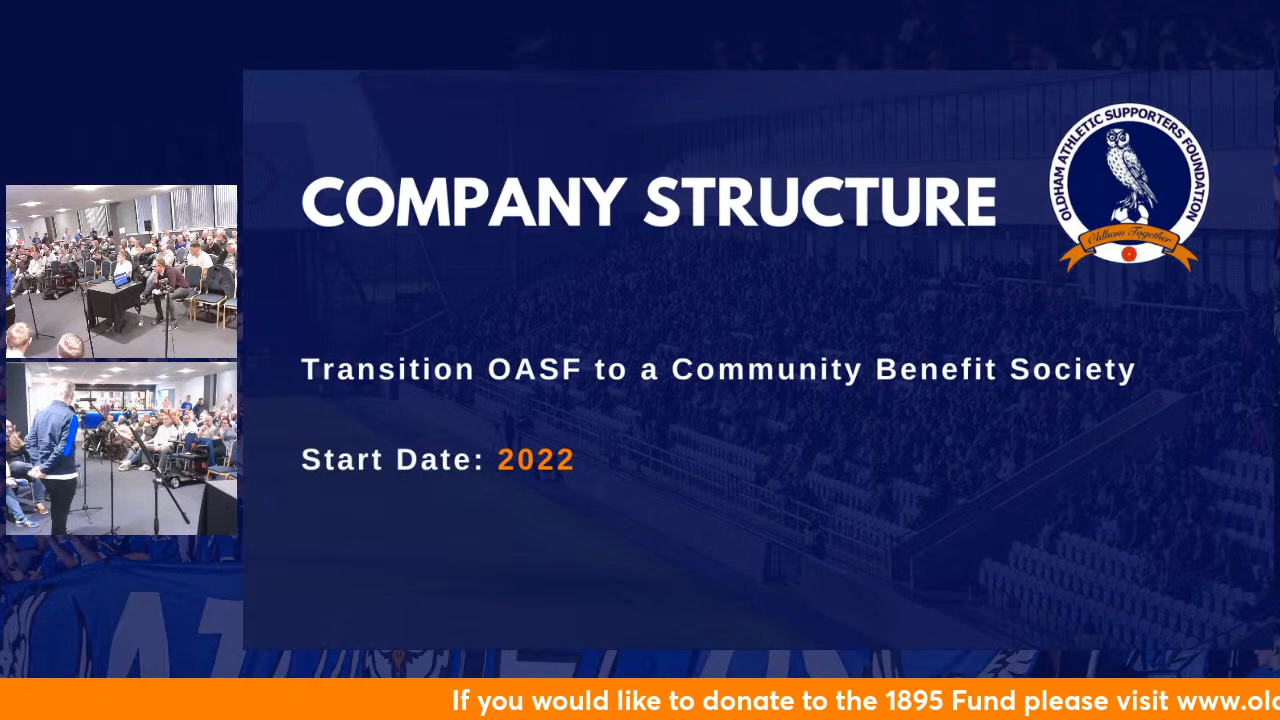 COMPANY STRUCTURE
OLDHAM ATHLETIC SUPPORTERS FOUNDATION
Oldham Together
Transition OASF to a Community Benefit Society
Start Date: 2022
If you would like to donate to the 1895 Fund please visit www.old